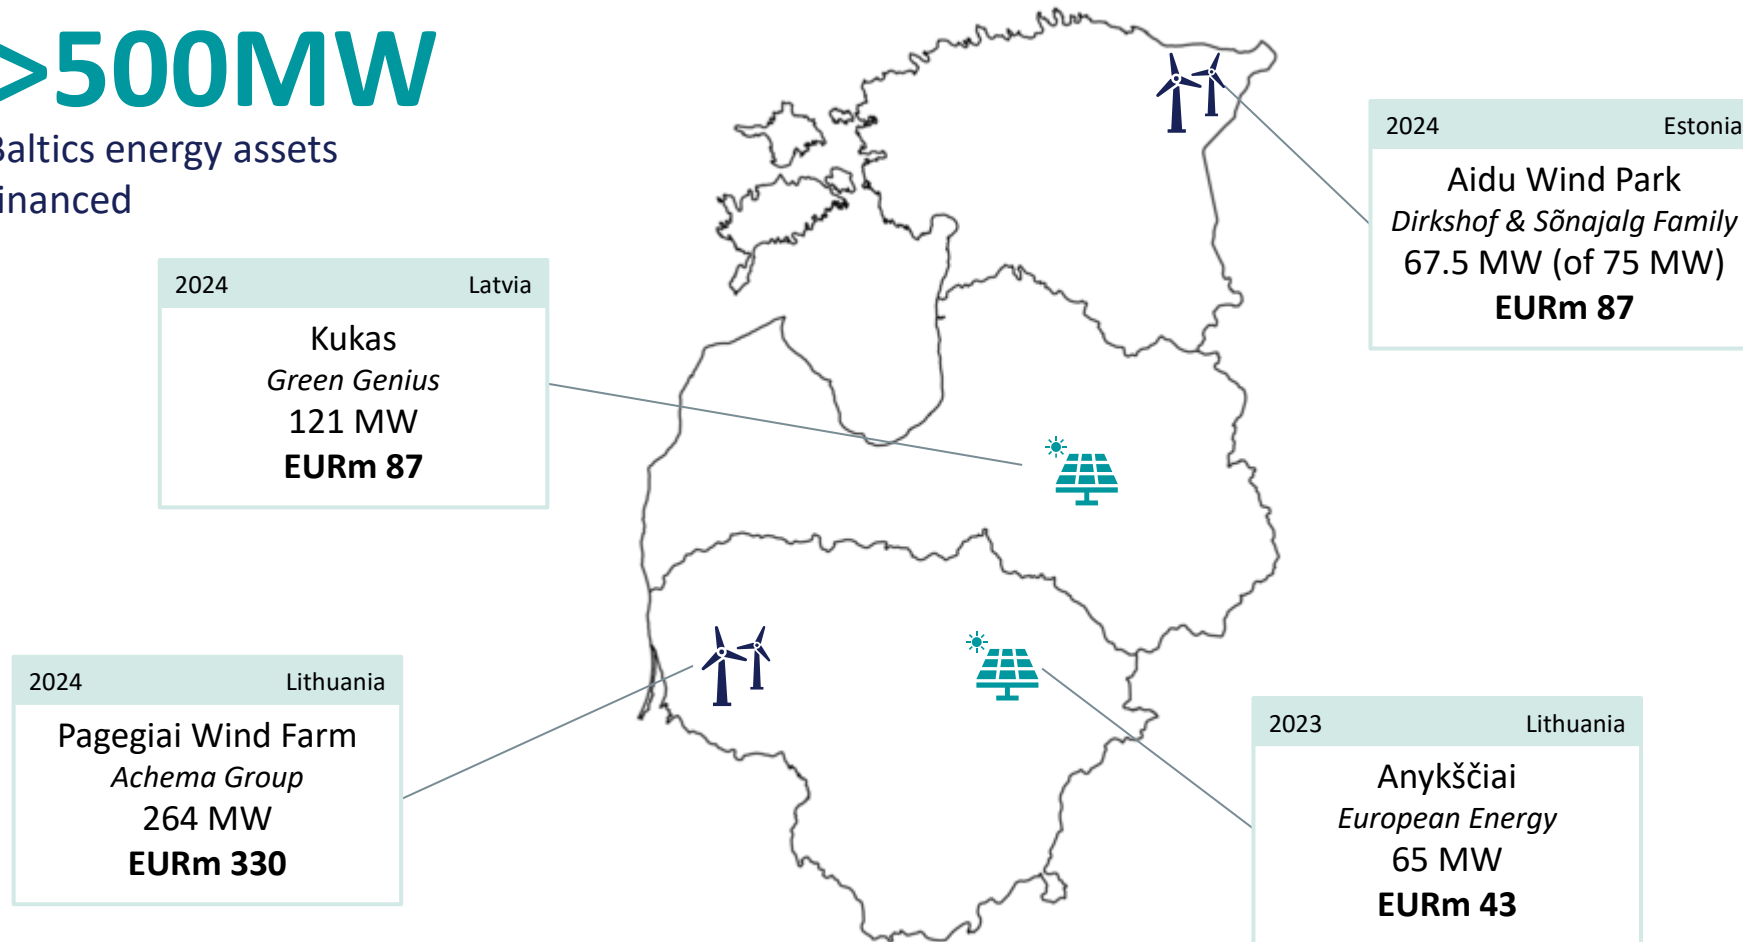 >500MW
Baltics energy assets
financed
2024 Estonia
Aidu Wind Park
Dirkshof & Sõnajalg Family
67.5 MW (of 75 MW)
EURm 87
2024 Latvia
Kukas
Green Genius
121 MW
EURm 87
2024 Lithuania
Pagegiai Wind Farm
Achema Group
264 MW
EURm 330
2023 Lithuania
Anykščiai
European Energy
65 MW
EURm 43